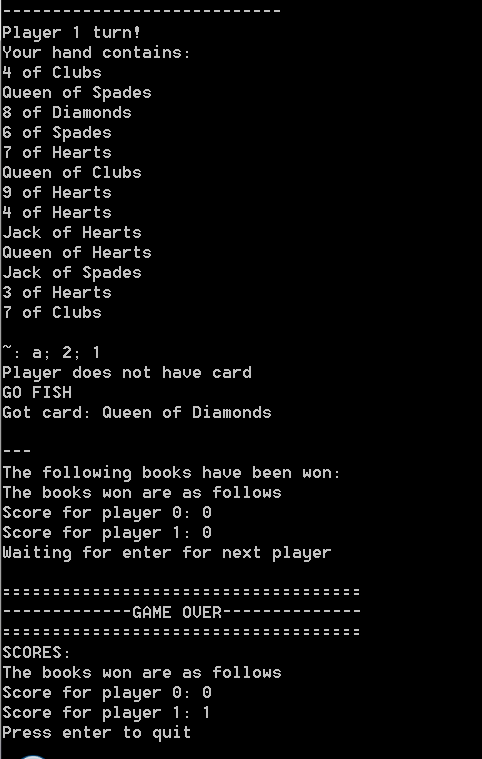 ----------------------------
Player 1 turn!
Your hand contains:
4 of Clubs
Queen of Spades
8 of Diamonds
6 of Spades
7 of Hearts
Queen of Clubs
9 of Hearts
4 of Hearts
Jack of Hearts
Queen of Hearts
Jack of Spades
3 of Hearts
7 of Clubs
~: a; 2; 1
Player does not have card
GO FISH
Got card: Queen of Diamonds
---
The following books have been won:
The books won are as follows
Score for player 0: 0
Score for player 1: 0
Waiting for enter for next player
====================================
-------------GAME OVER--------------
====================================
SCORES:
The books won are as follows
Score for player 0: 0
Score for player 1: 1
Press enter to quit